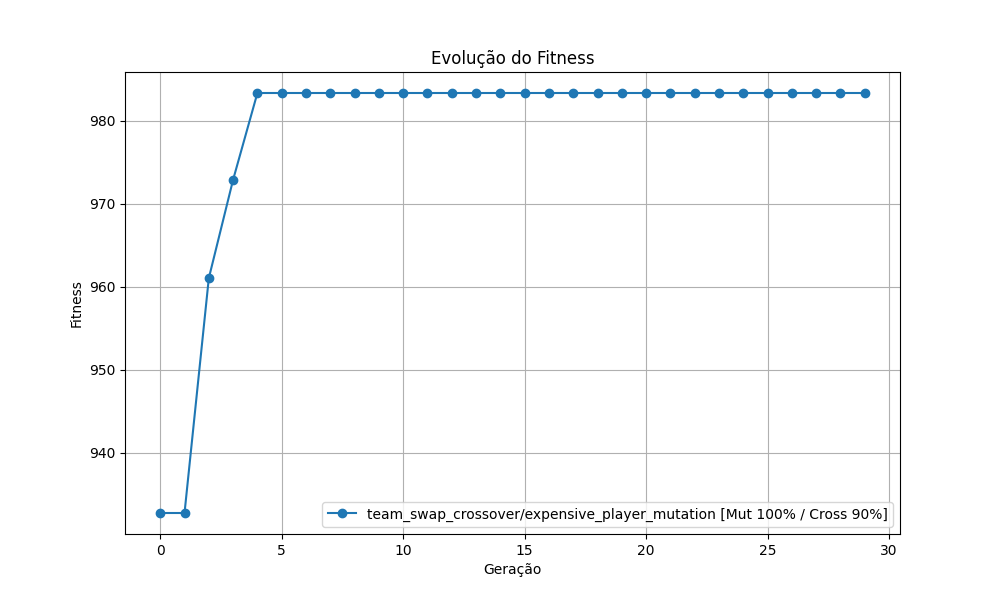 Evolução do Fitness
Fitness
980
970
960
950
940
team_swap_crossover/expensive_player_mutation [Mut 100% / Cross 90%]
0 5 10 15 20 25 30
Geração